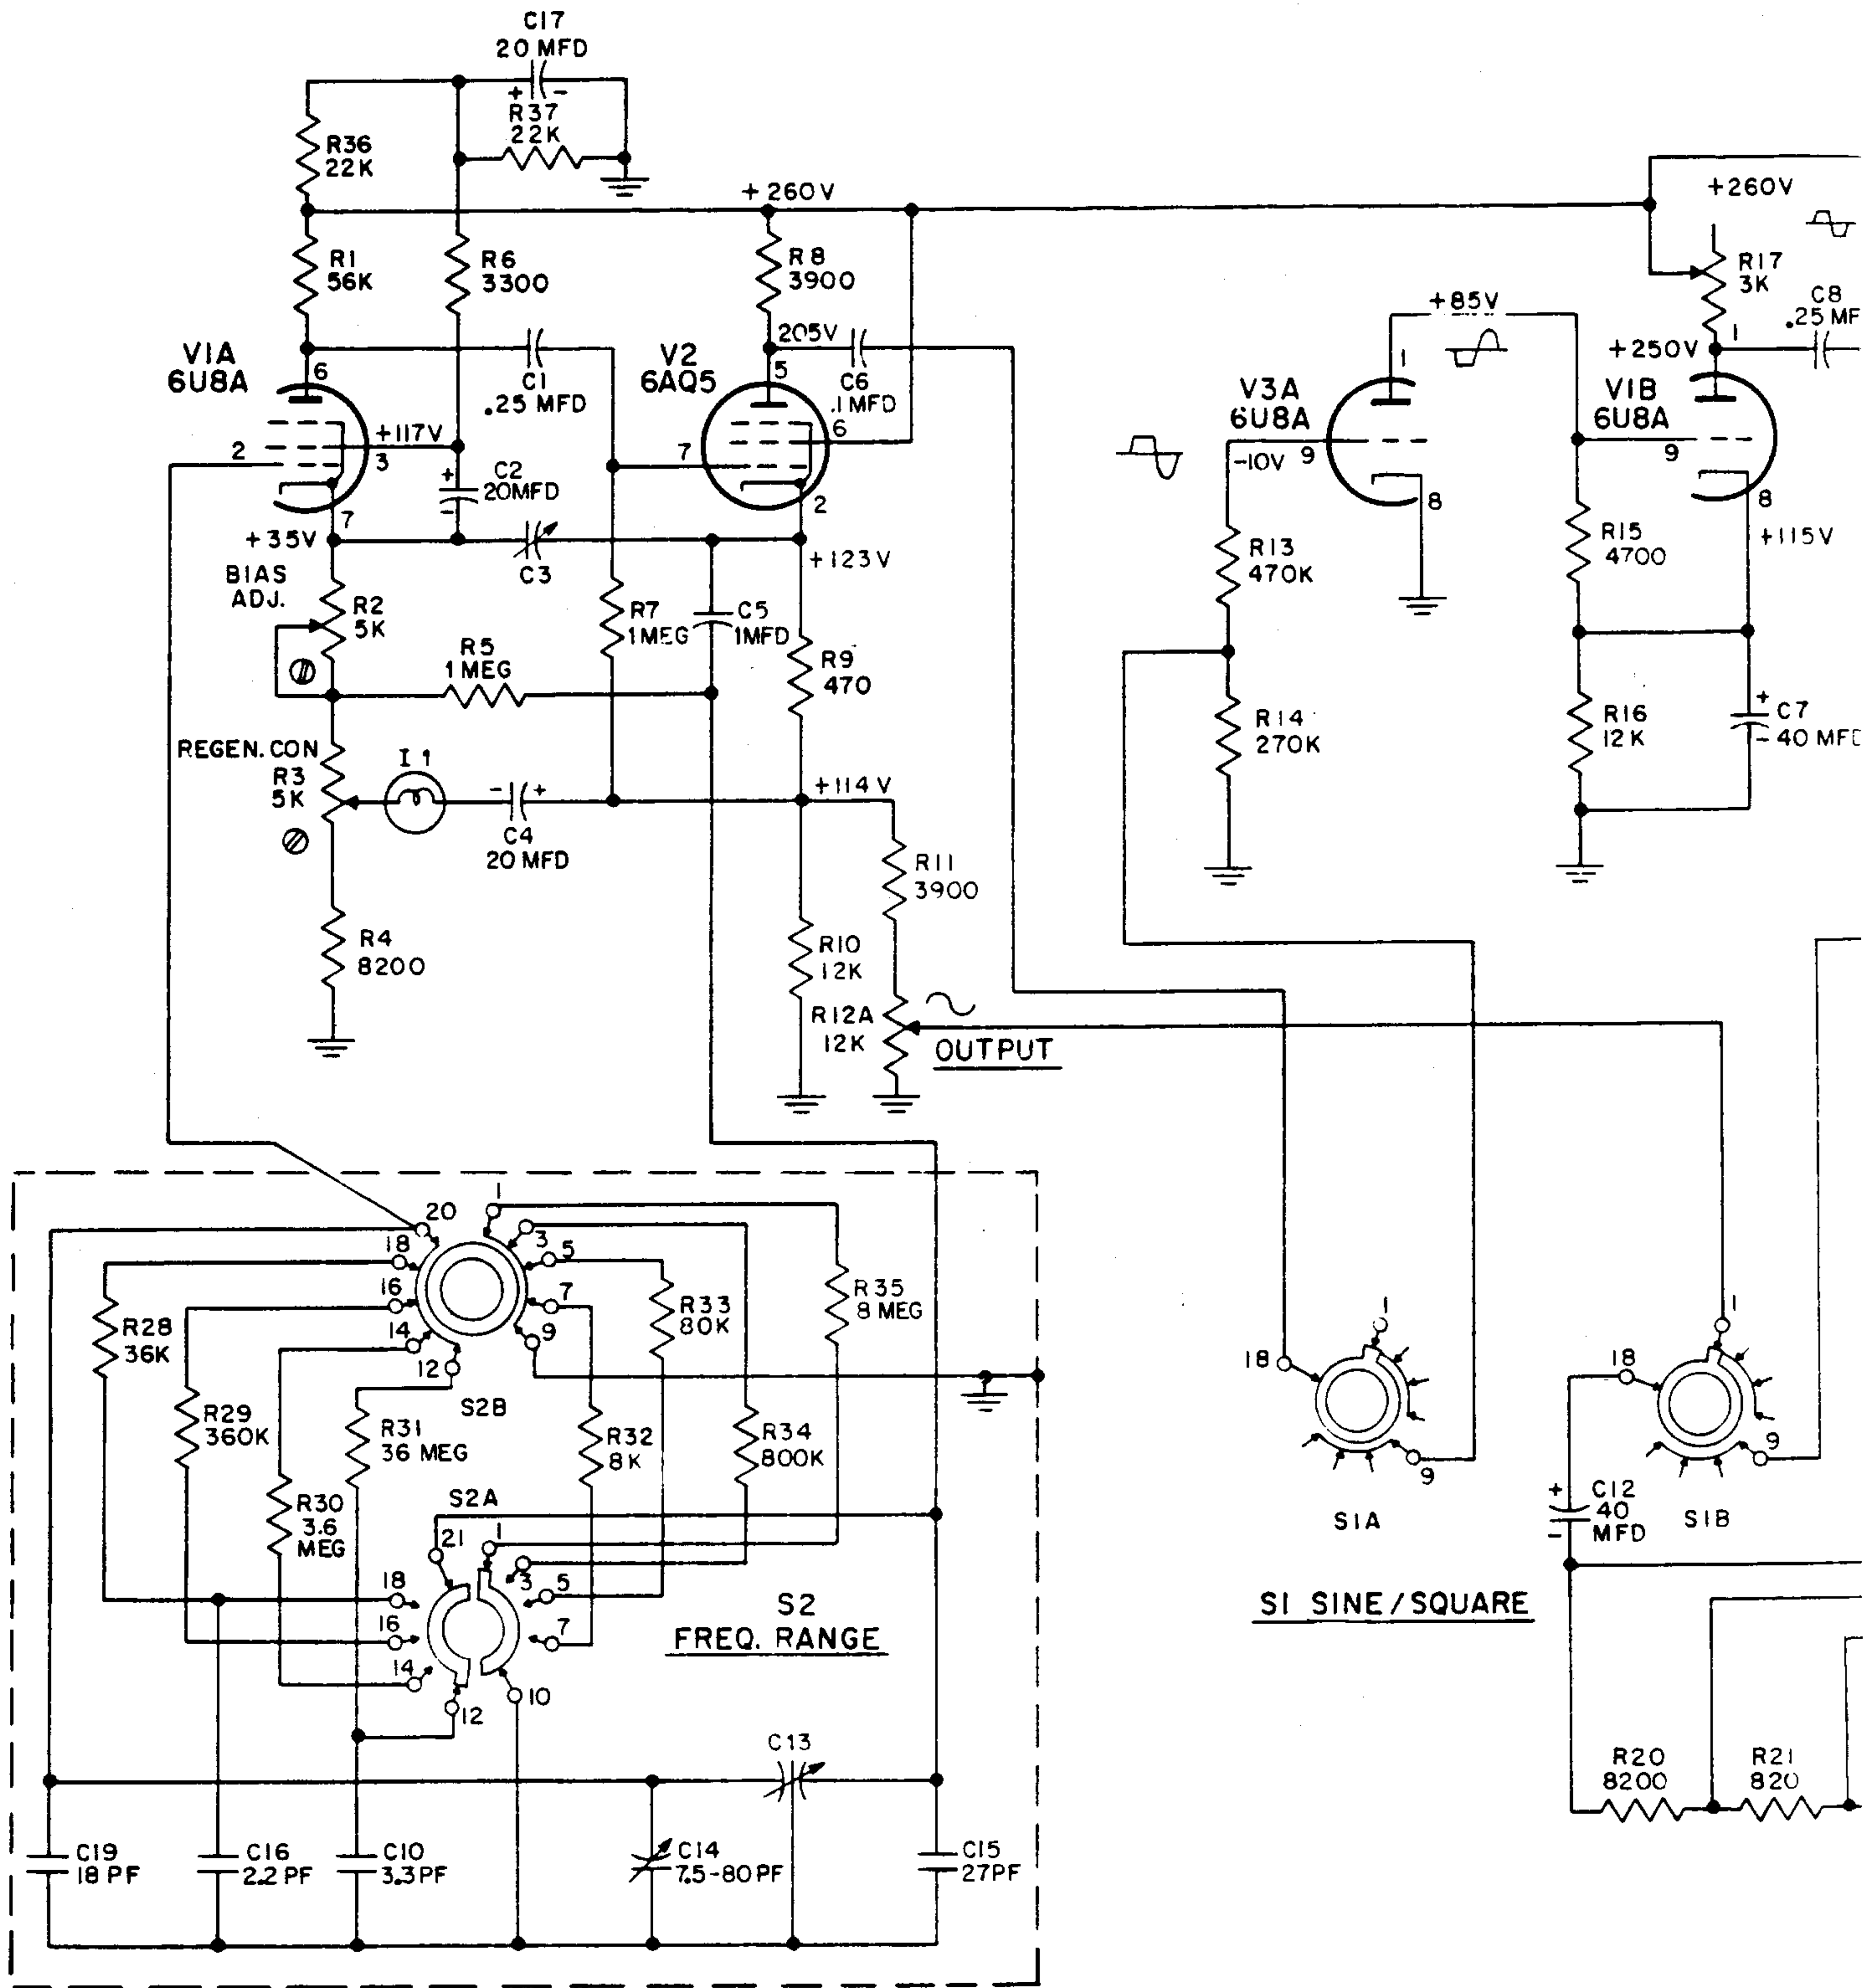 C17
20 MFD
+ -
R37
22K
R36
22K
+260V
+260V
R1
56K
R6
3300
R8
3900
R17
3K
C8
.25 MF
+85V
205V
1
1
+250V
V1A
6U8A
6
C1
.25 MFD
V2
6AQ5
5
C6
.1MFD
V3A
6U8A
V1B
6U8A
+117V
2
3
7
6
-10V
9
9
+
C2
20MFD
-
2
8
8
7
+35V
C3
+123V
R13
470K
R15
4700
+115V
BIAS
ADJ.
R2
5K
R7
1MEG
C5
1MFD
R5
1 MEG
R9
470
R14
270K
R16
12K
+
C7
- 40 MFD
REGEN. CON
R3
5K
I1
- +
+114V
C4
20 MFD
R11
3900
R4
8200
R10
12K
R12A
12K
OUTPUT
1
20
3
18
5
16
7
14
9
12
R28
36K
R33
80K
R35
8 MEG
S2B
R29
360K
R31
36 MEG
R32
8K
R34
800K
1
18
9
1
18
9
R30
3.6
MEG
S2A
21
1
3
18
5
16
7
14
10
12
S2
FREQ. RANGE
S1A
+
C12
40
MFD
-
S1B
S1 SINE/SQUARE
C13
R20
8200
R21
820
C19
18 PF
C16
2.2 PF
C10
3.3PF
C14
7.5-80 PF
C15
27PF